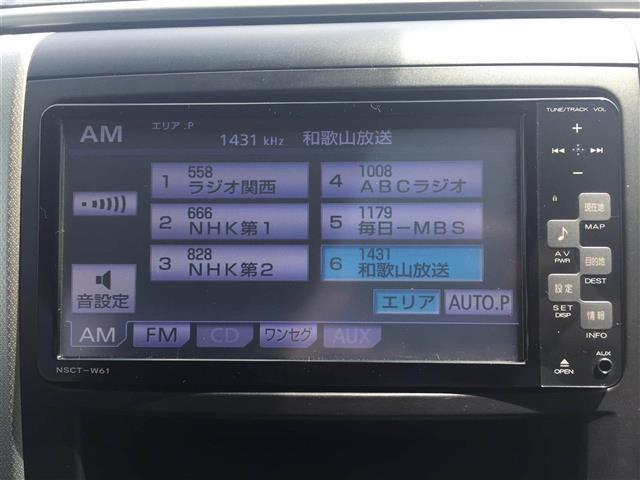 AM
エリア.P
1431 kHz 和歌山放送
TUNE/TRACK VOL
1 558 ラジオ関西
4 1008 ABCラジオ
2 666 NHK第1
5 1179 毎日-MBS
3 828 NHK第2
6 1431 和歌山放送
音設定
エリア
AUTO.P
AM
FM
CD
ワンセグ
AUX
NSCT-W61
現在地
MAP
AV
PWR
目的地
DEST
設定
SET
DISP
情報
INFO
OPEN
AUX